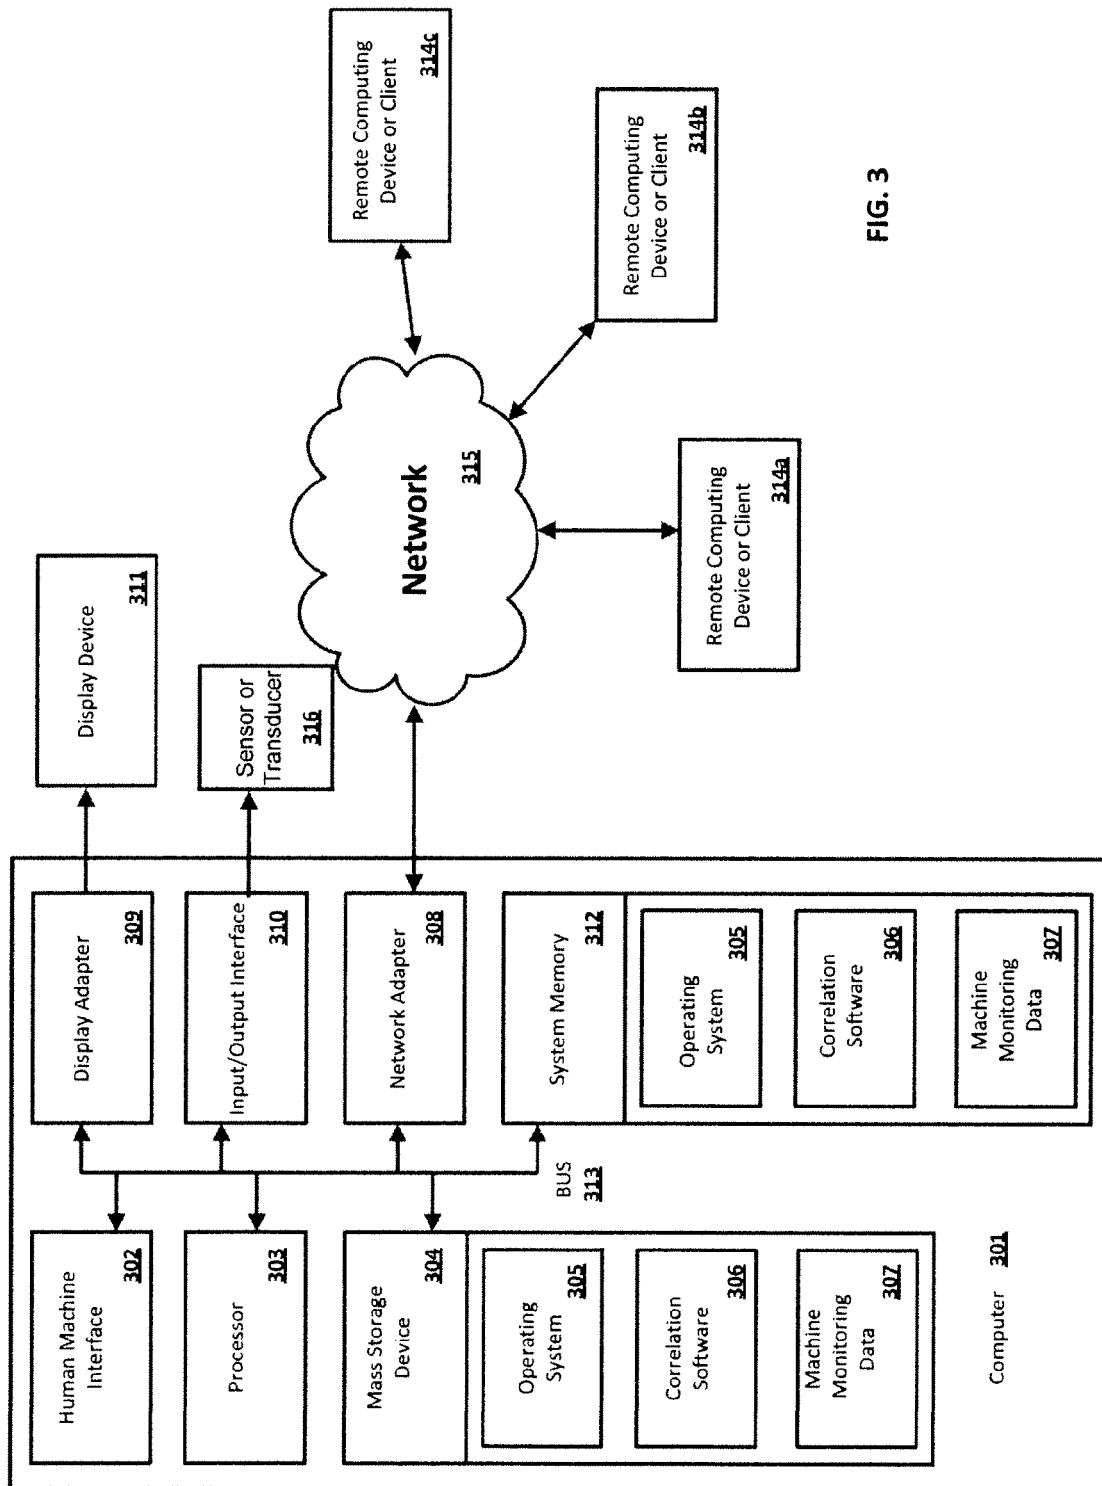 Human Machine
Interface
302
Processor
303
Mass Storage
Device
304
Operating
System
305
Correlation
Software
306
Machine
Monitoring
Data
307
Computer 301
BUS
313
Display Adapter
309
Input/Output Interface
310
Network Adapter
308
System Memory
312
Operating
System
305
Correlation
Software
306
Machine
Monitoring
Data
307
Display Device
311
Sensor or
Transducer
316
Network
315
Remote Computing
Device or Client
314a
Remote Computing
Device or Client
314b
Remote Computing
Device or Client
314c
FIG. 3